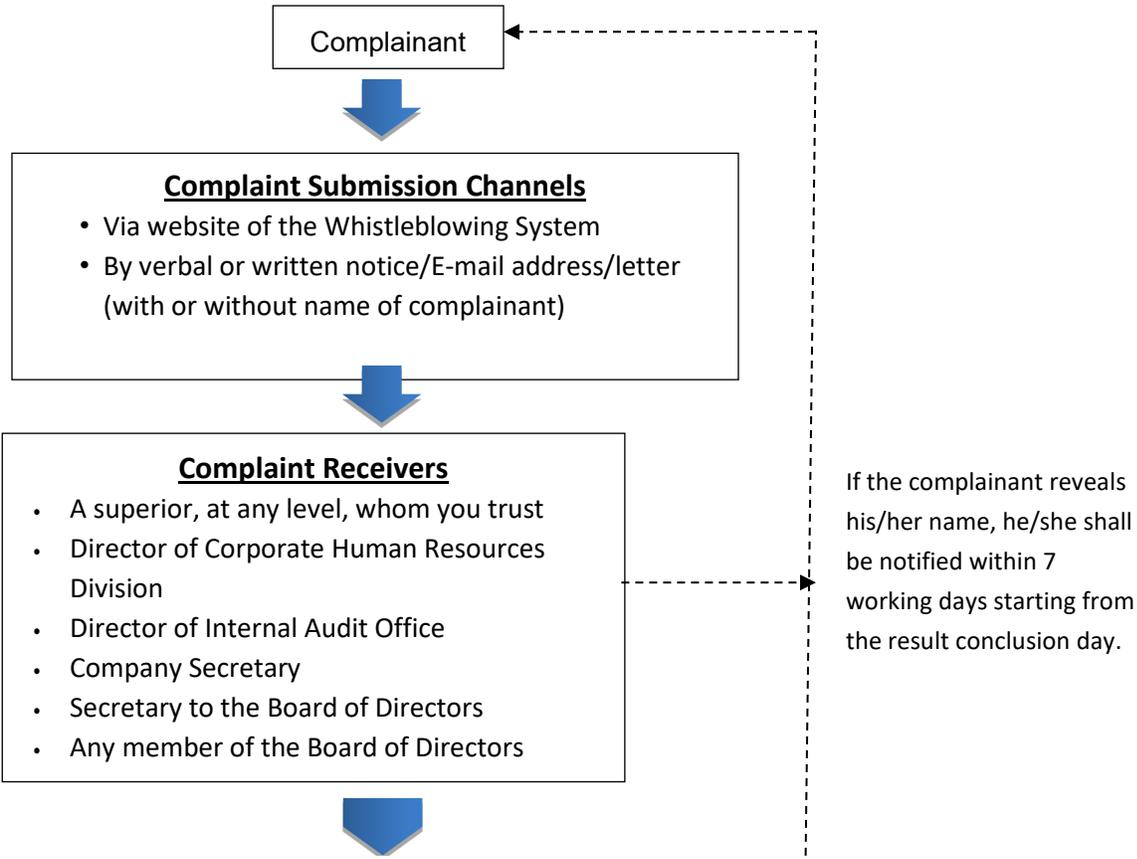 Complainant
Complaint Submission Channels
• Via website of the Whistleblowing System
• By verbal or written notice/E-mail address/letter
(with or without name of complainant)
Complaint Receivers
• A superior, at any level, whom you trust
• Director of Corporate Human Resources
Division
• Director of Internal Audit Office
• Company Secretary
• Secretary to the Board of Directors
• Any member of the Board of Directors
If the complainant reveals
his/her name, he/she shall
be notified within 7
working days starting from
the result conclusion day.